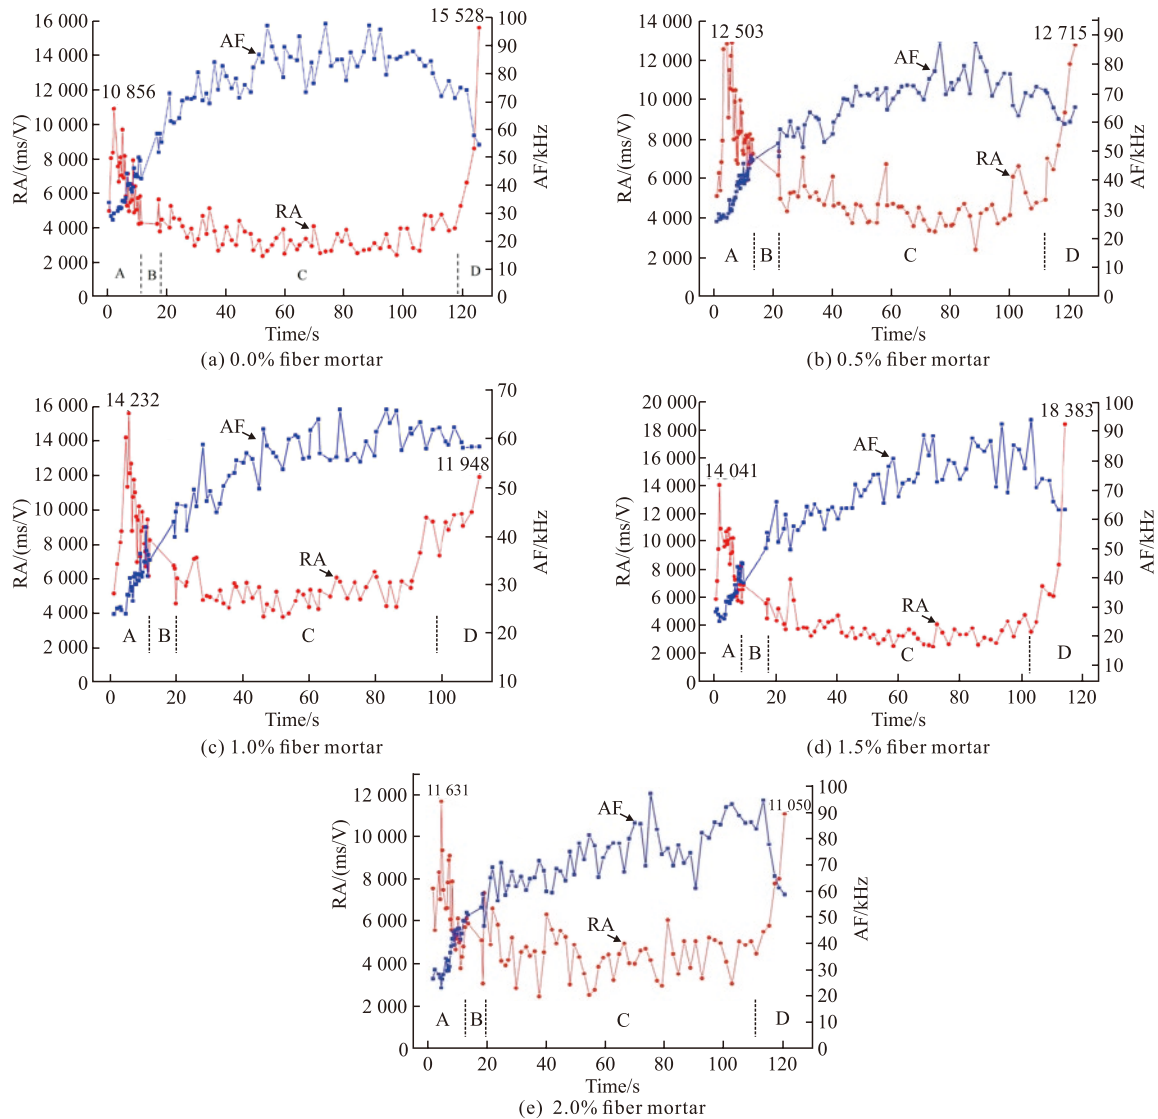 15 528
16 000
14 000
12 000
10 000
8 000
6 000
4 000
2 000
0
RA/(ms/V)
10 856
AF
RA
A
B
C
D
100
90
80
70
60
50
40
30
20
10
0
AF/kHz
0 20 40 60 80 100 120
Time/s
(a) 0.0% fiber mortar
14 000
12 000
10 000
8 000
6 000
4 000
2 000
0
RA/(ms/V)
12 503
12 715
AF
RA
A
B
C
D
90
80
70
60
50
40
30
20
10
0
AF/kHz
0 20 40 60 80 100 120
Time/s
(b) 0.5% fiber mortar
16 000
14 000
12 000
10 000
8 000
6 000
4 000
2 000
0
RA/(ms/V)
14 232
11 948
AF
RA
A
B
C
D
70
60
50
40
30
20
10
AF/kHz
0 20 40 60 80 100
Time/s
(c) 1.0% fiber mortar
20 000
18 000
16 000
14 000
12 000
10 000
8 000
6 000
4 000
2 000
0
RA/(ms/V)
14 041
18 383
AF
RA
A
B
C
D
100
90
80
70
60
50
40
30
20
10
AF/kHz
0 20 40 60 80 100 120
Time/s
(d) 1.5% fiber mortar
12 000
10 000
8 000
6 000
4 000
2 000
0
RA/(ms/V)
11 631
11 050
AF
RA
A
B
C
D
100
90
80
70
60
50
40
30
20
10
0
AF/kHz
0 20 40 60 80 100 120
Time/s
(e) 2.0% fiber mortar